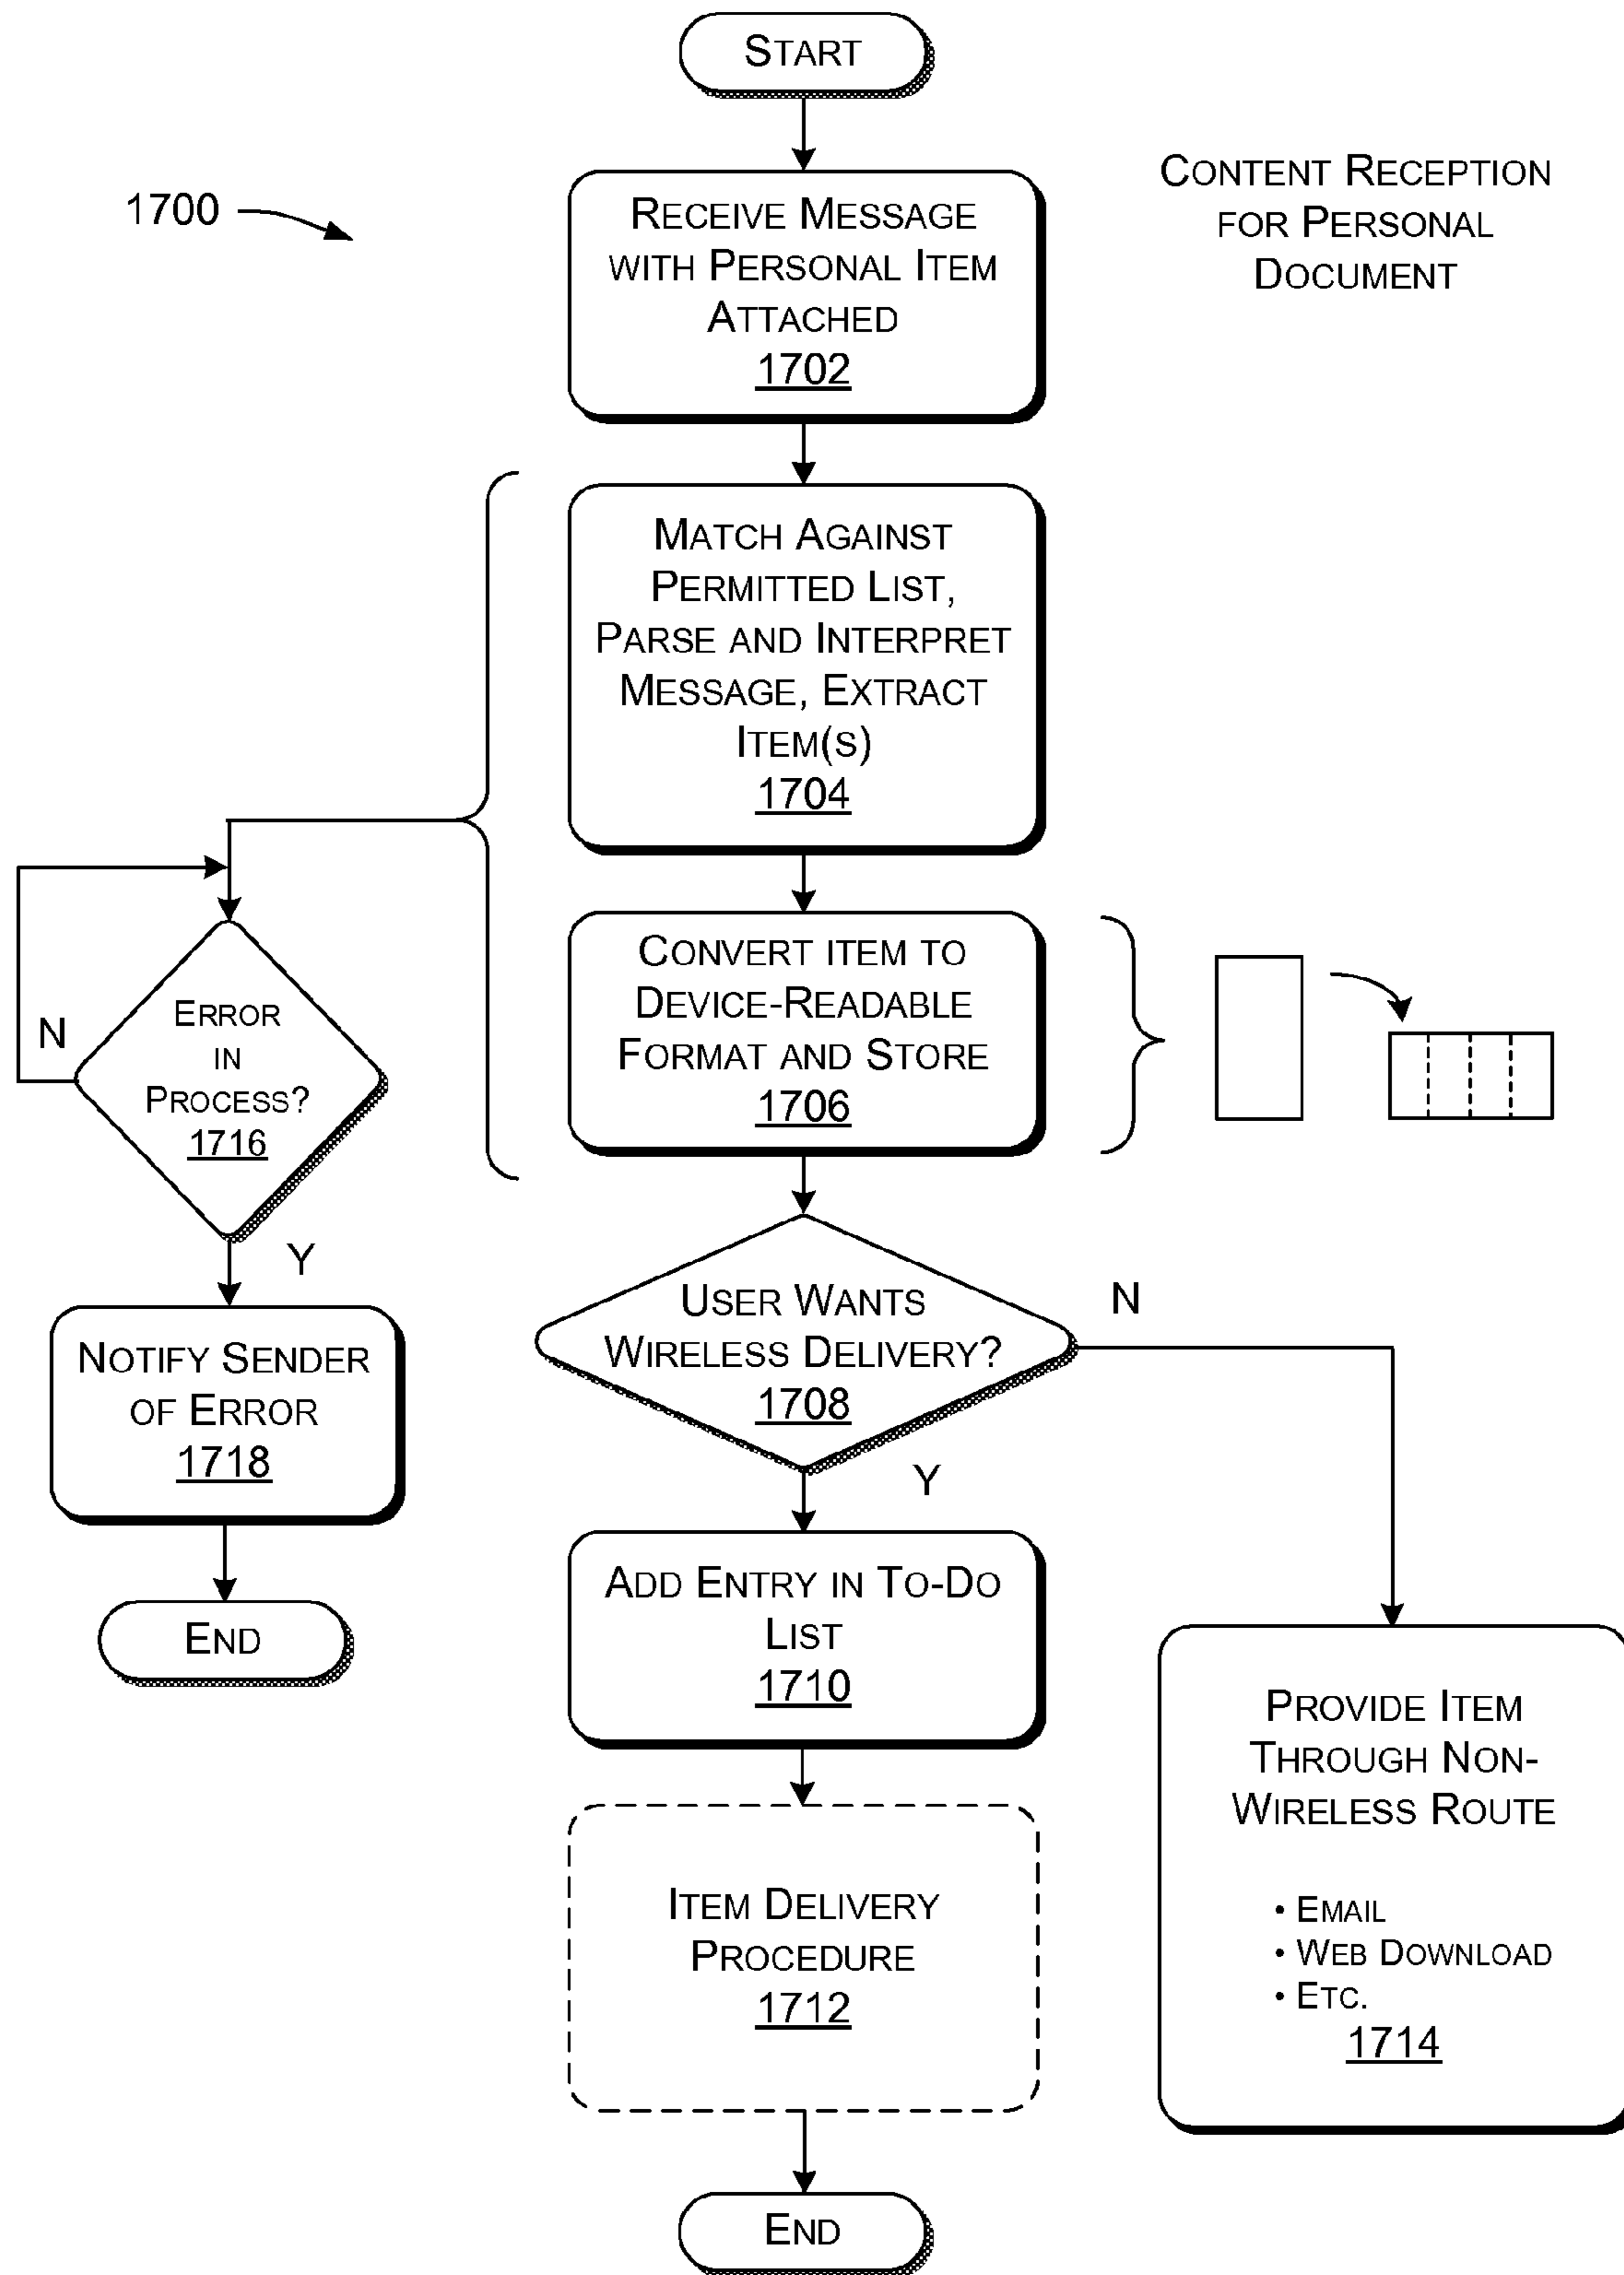 START
1700
CONTENT RECEPTION
FOR PERSONAL
DOCUMENT
RECEIVE MESSAGE
WITH PERSONAL ITEM
ATTACHED
1702
MATCH AGAINST
PERMITTED LIST,
PARSE AND INTERPRET
MESSAGE, EXTRACT
ITEM(S)
1704
CONVERT ITEM TO
DEVICE-READABLE
FORMAT AND STORE
1706
N
ERROR
IN
PROCESS?
1716
Y
NOTIFY SENDER
OF ERROR
1718
END
USER WANTS
WIRELESS DELIVERY?
1708
N
Y
ADD ENTRY IN TO-DO
LIST
1710
ITEM DELIVERY
PROCEDURE
1712
END
PROVIDE ITEM
THROUGH NON-
WIRELESS ROUTE
• EMAIL
• WEB DOWNLOAD
• ETC.
1714